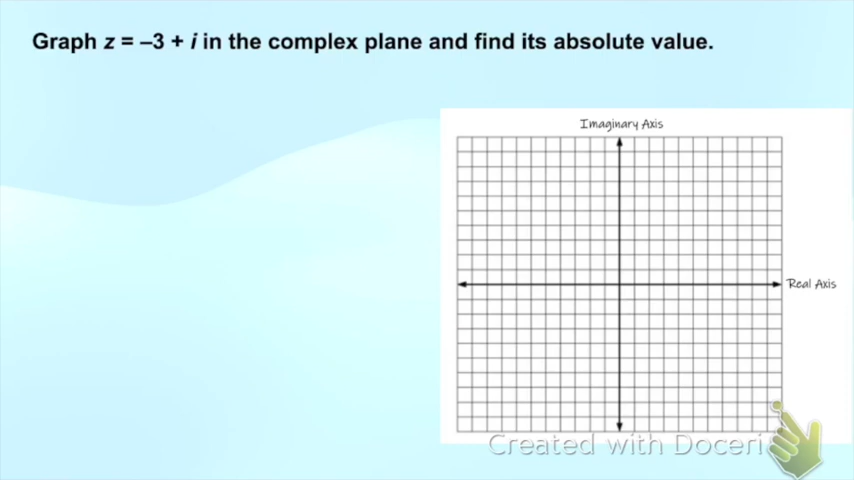 Graph z = –3 + i in the complex plane and find its absolute value.
Imaginary Axis
Real Axis
Created with Doceri